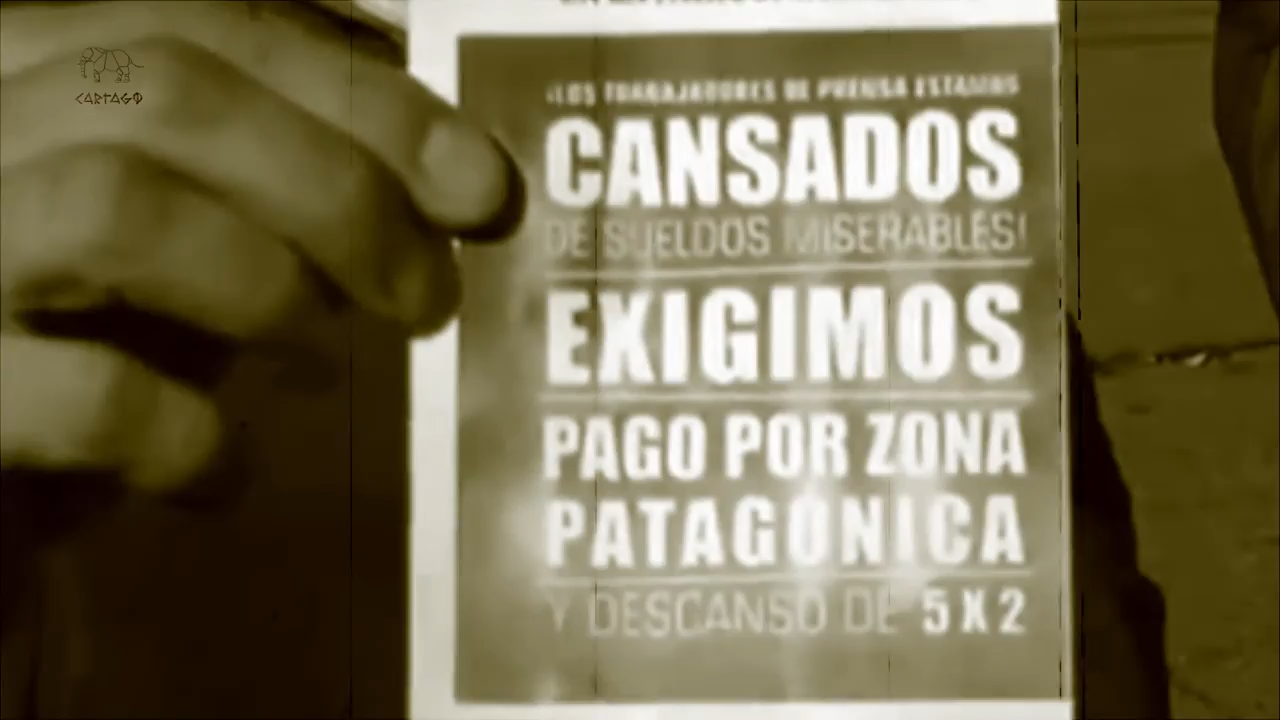 CARTAGO
¡LOS TRABAJADORES DE PRENSA ESTAMOS
CANSADOS
DE SUELDOS MISERABLES!
EXIGIMOS
PAGO POR ZONA
PATAGÓNICA
Y DESCANSO DE 5 X 2